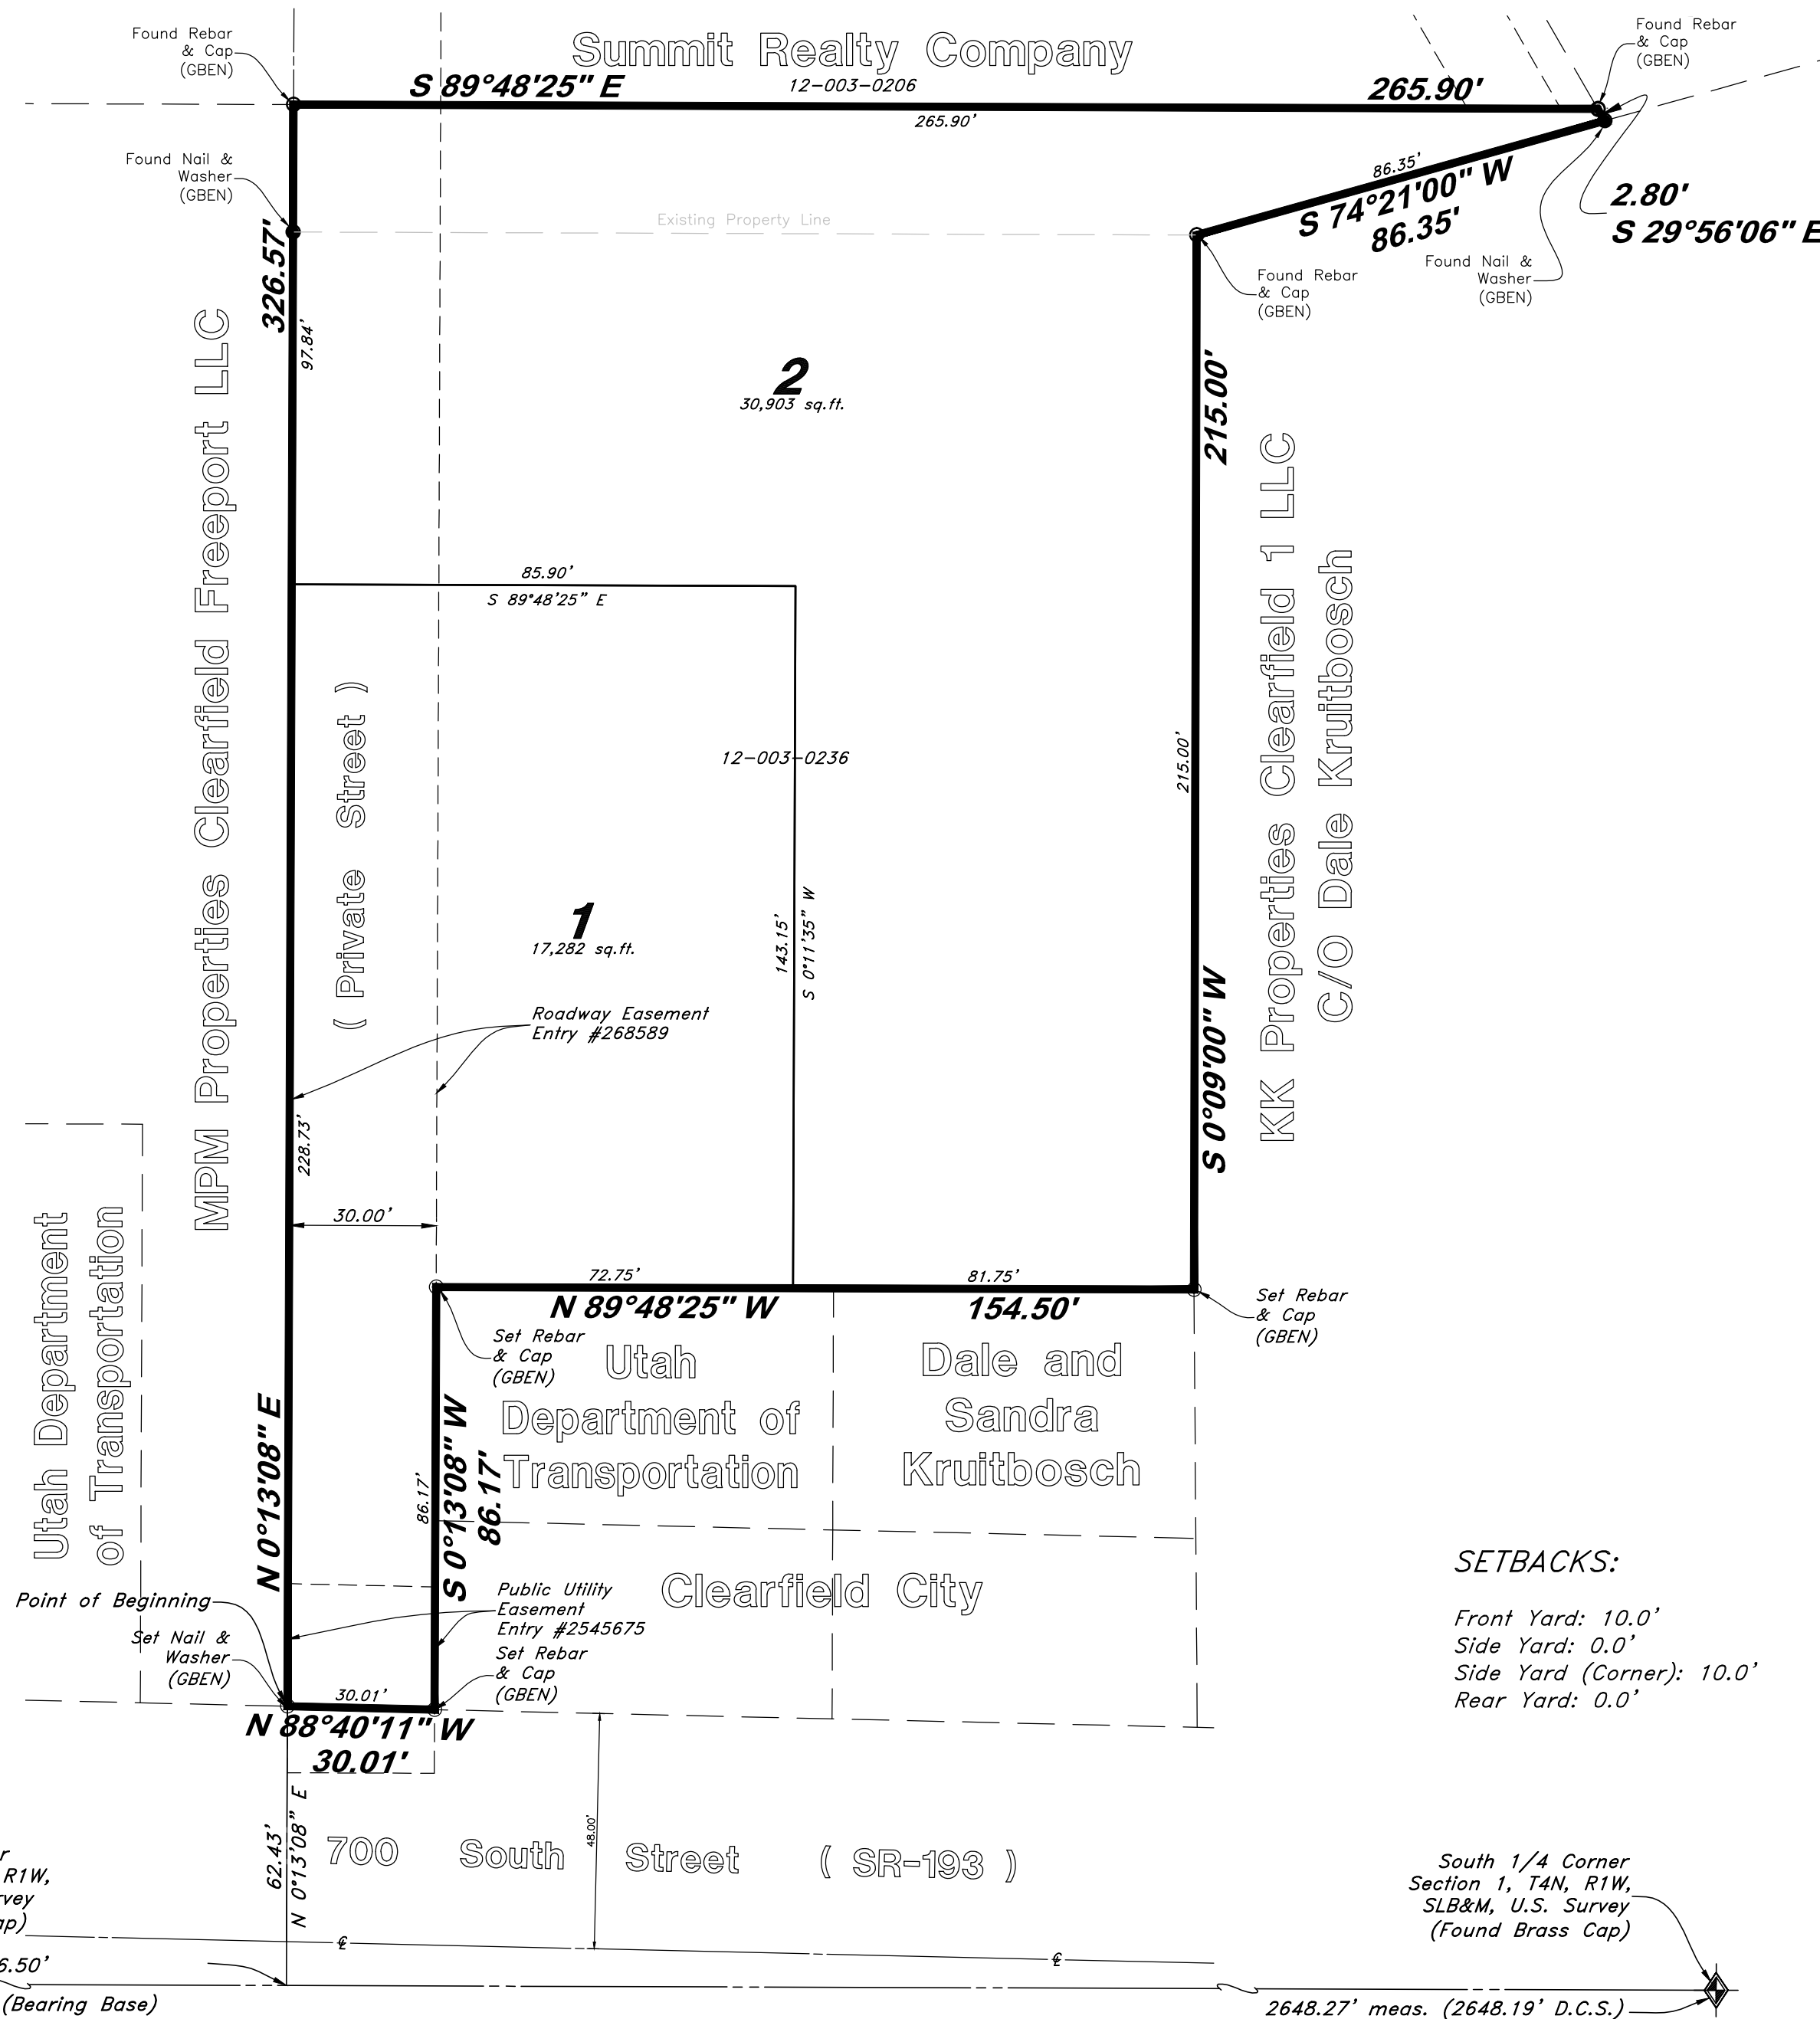 Found Rebar
& Cap
(GBEN)
Summit Realty Company
12-003-0206
Found Rebar
& Cap
(GBEN)
S 89°48'25" E
265.90'
265.90'
Found Nail &
Washer
(GBEN)
86.35'
S 74°21'00" W
86.35'
2.80'
S 29°56'06" E
Existing Property Line
Found Nail &
Washer
(GBEN)
Found Rebar
& Cap
(GBEN)
326.57'
97.84'
2
30,903 sq.ft.
215.00'
MPM Properties Clearfield Freeport LLC
85.90'
S 89°48'25" E
( Private Street )
12-003-0236
215.00'
KK Properties Clearfield 1 LLC
C/O Dale Kruitbosch
1
17,282 sq.ft.
143.15'
S 0°11'35" W
S 0°09'00" W
Roadway Easement
Entry #268589
228.73'
30.00'
Utah Department
of Transportation
72.75'
81.75'
N 89°48'25" W
154.50'
Set Rebar
& Cap
(GBEN)
Set Rebar
& Cap
(GBEN)
Utah
Department of
Transportation
Dale and
Sandra
Kruitbosch
N 0°13'08" E
86.17'
S 0°13'08" W
86.17'
Clearfield City
SETBACKS:
Front Yard: 10.0'
Side Yard: 0.0'
Side Yard (Corner): 10.0'
Rear Yard: 0.0'
Point of Beginning
Set Nail &
Washer
(GBEN)
Public Utility
Easement
Entry #2545675
Set Rebar
& Cap
(GBEN)
30.01'
N 88°40'11" W
30.01'
62.43'
N 0°13'08" E
48.00'
700 South Street ( SR-193 )
R1W,
South 1/4 Corner
Section 1, T4N, R1W,
SLB&M, U.S. Survey
(Found Brass Cap)
℄
℄
6.50'
(Bearing Base)
2648.27' meas. (2648.19' D.C.S.)